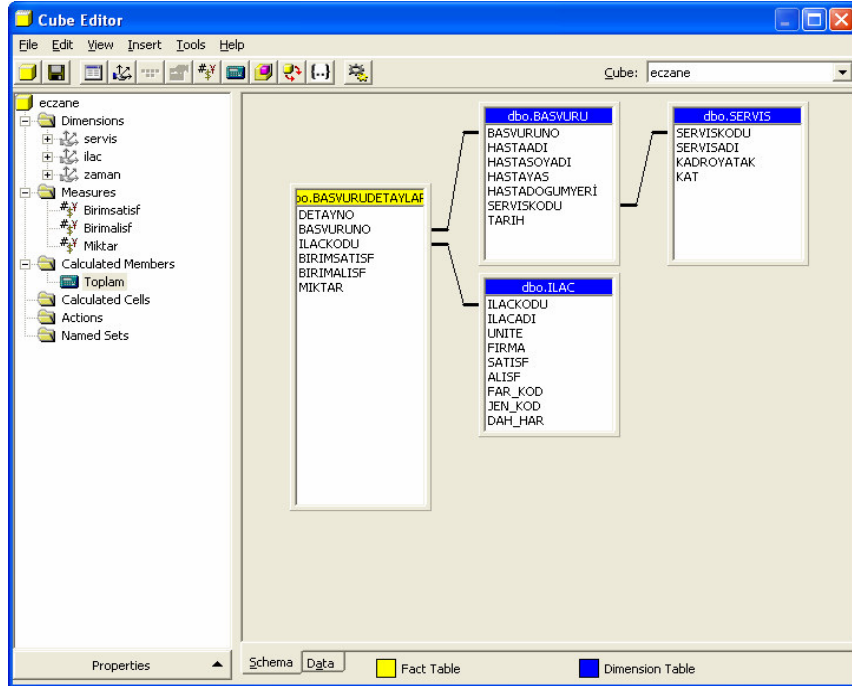 Cube Editor
File Edit View Insert Tools Help
Cube: eczane
eczane
Dimensions
servis
ilac
zaman
Measures
Birimsatisf
Birimalisf
Miktar
Calculated Members
Toplam
Calculated Cells
Actions
Named Sets
Properties
bo.BASVURUDETAYLAR
DETAYNO
BASVURUNO
ILACKODU
BIRIMSATISF
BIRIMALISF
MIKTAR
dbo.BASVURU
BASVURUNO
HASTAADI
HASTASOYADI
HASTAYAS
HASTADOGUMYERİ
SERVISKODU
TARIH
dbo.SERVIS
SERVISKODU
SERVISADI
KADROYATAK
KAT
dbo.ILAC
ILACKODU
ILACADI
UNITE
FIRMA
SATISF
ALISF
FAR_KOD
JEN_KOD
DAH_HAR
Schema Data
Fact Table
Dimension Table